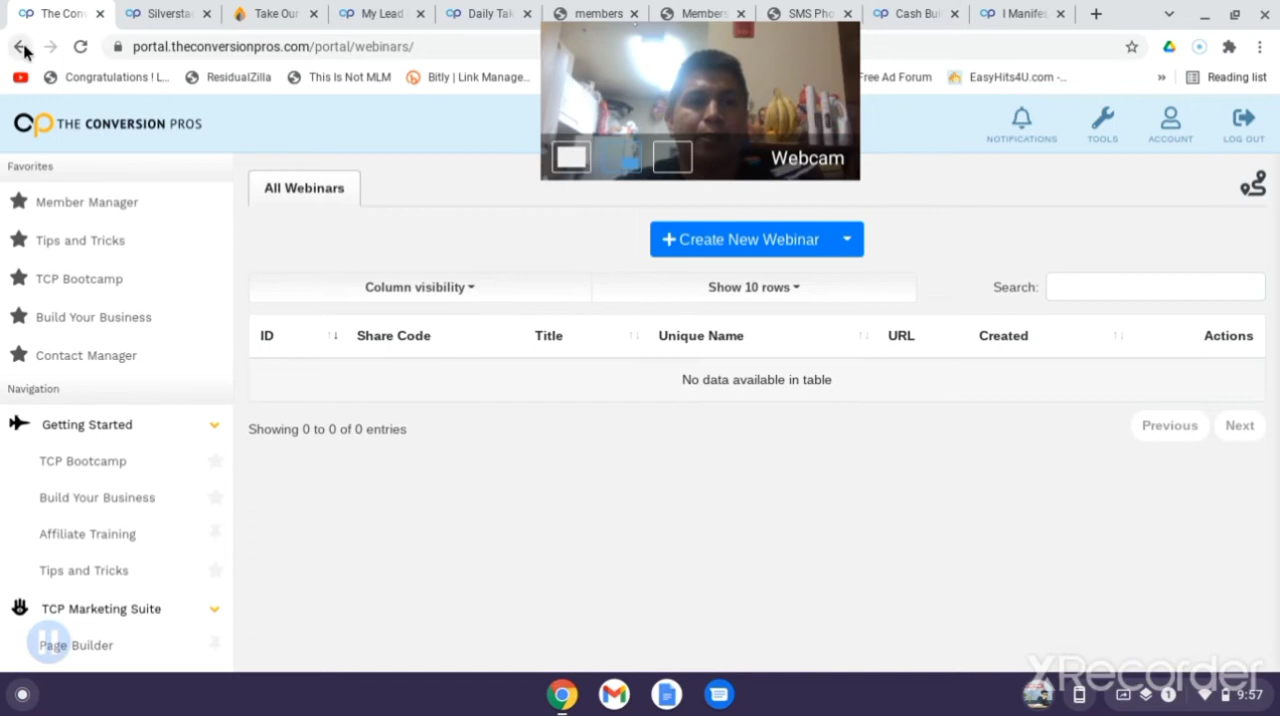 The Conv
Silversta
Take Our
My Lead
Daily Tak
members
Members
SMS Pho
Cash Bui
I Manifes
portal.theconversionpros.com/portal/webinars/
Congratulations ! L...
ResidualZilla
This Is Not MLM
Bitly | Link Manage...
Free Ad Forum
EasyHits4U.com -...
»
Reading list
cp THE CONVERSION PROS
NOTIFICATIONS
TOOLS
ACCOUNT
LOG OUT
Webcam
Favorites
Member Manager
Tips and Tricks
TCP Bootcamp
Build Your Business
Contact Manager
Navigation
Getting Started
TCP Bootcamp
Build Your Business
Affiliate Training
Tips and Tricks
TCP Marketing Suite
Page Builder
All Webinars
+ Create New Webinar
Column visibility
Show 10 rows
Search:
ID Share Code Title Unique Name URL Created Actions
No data available in table
Showing 0 to 0 of 0 entries
Previous Next
XRecorder
1 9:57